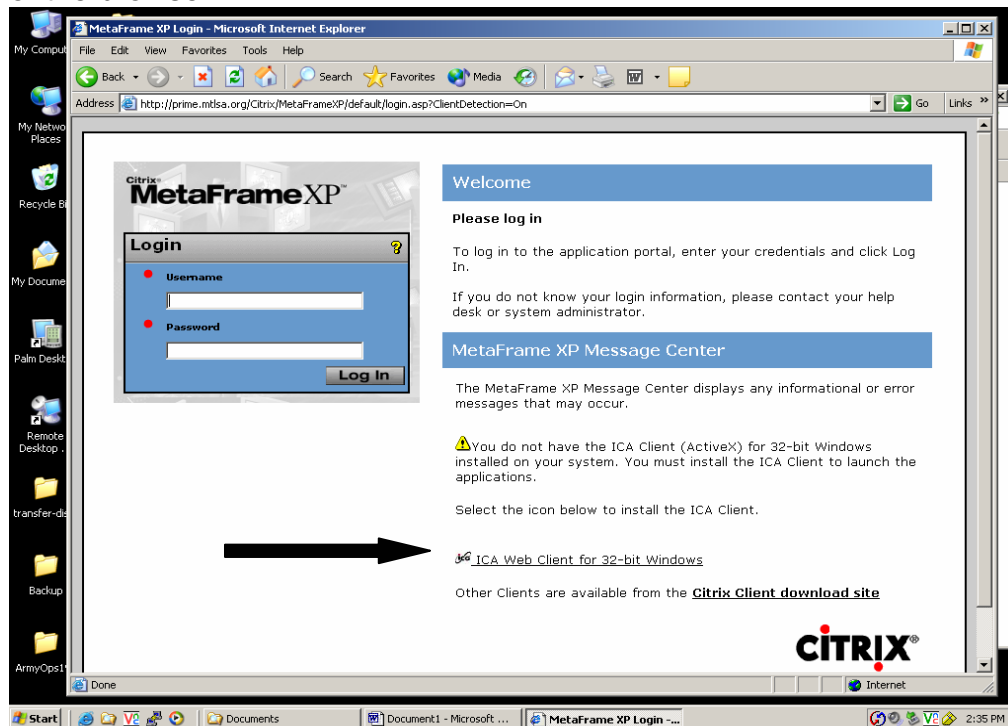 MetaFrame XP Login - Microsoft Internet Explorer
My Comput
File Edit View Favorites Tools Help
Back Search Favorites Media
Address http://prime.mtlsa.org/Citrix/MetaFrameXP/default/login.asp?ClientDetection=On Go Links »
My Netwo
Places
Recycle Bi
My Docume
Palm Deskt
Remote
Desktop .
transfer-dis
Backup
ArmyOps1
Citrix®
MetaFrameXP™
Login ?
Username
Password
Log In
Welcome
Please log in
To log in to the application portal, enter your credentials and click Log
In.
If you do not know your login information, please contact your help
desk or system administrator.
MetaFrame XP Message Center
The MetaFrame XP Message Center displays any informational or error
messages that may occur.
You do not have the ICA Client (ActiveX) for 32-bit Windows
installed on your system. You must install the ICA Client to launch the
applications.
Select the icon below to install the ICA Client.
ICA Web Client for 32-bit Windows
Other Clients are available from the Citrix Client download site
CITRIX®
Done Internet
Start Documents Document1 - Microsoft ... MetaFrame XP Login -... 2:35 PM